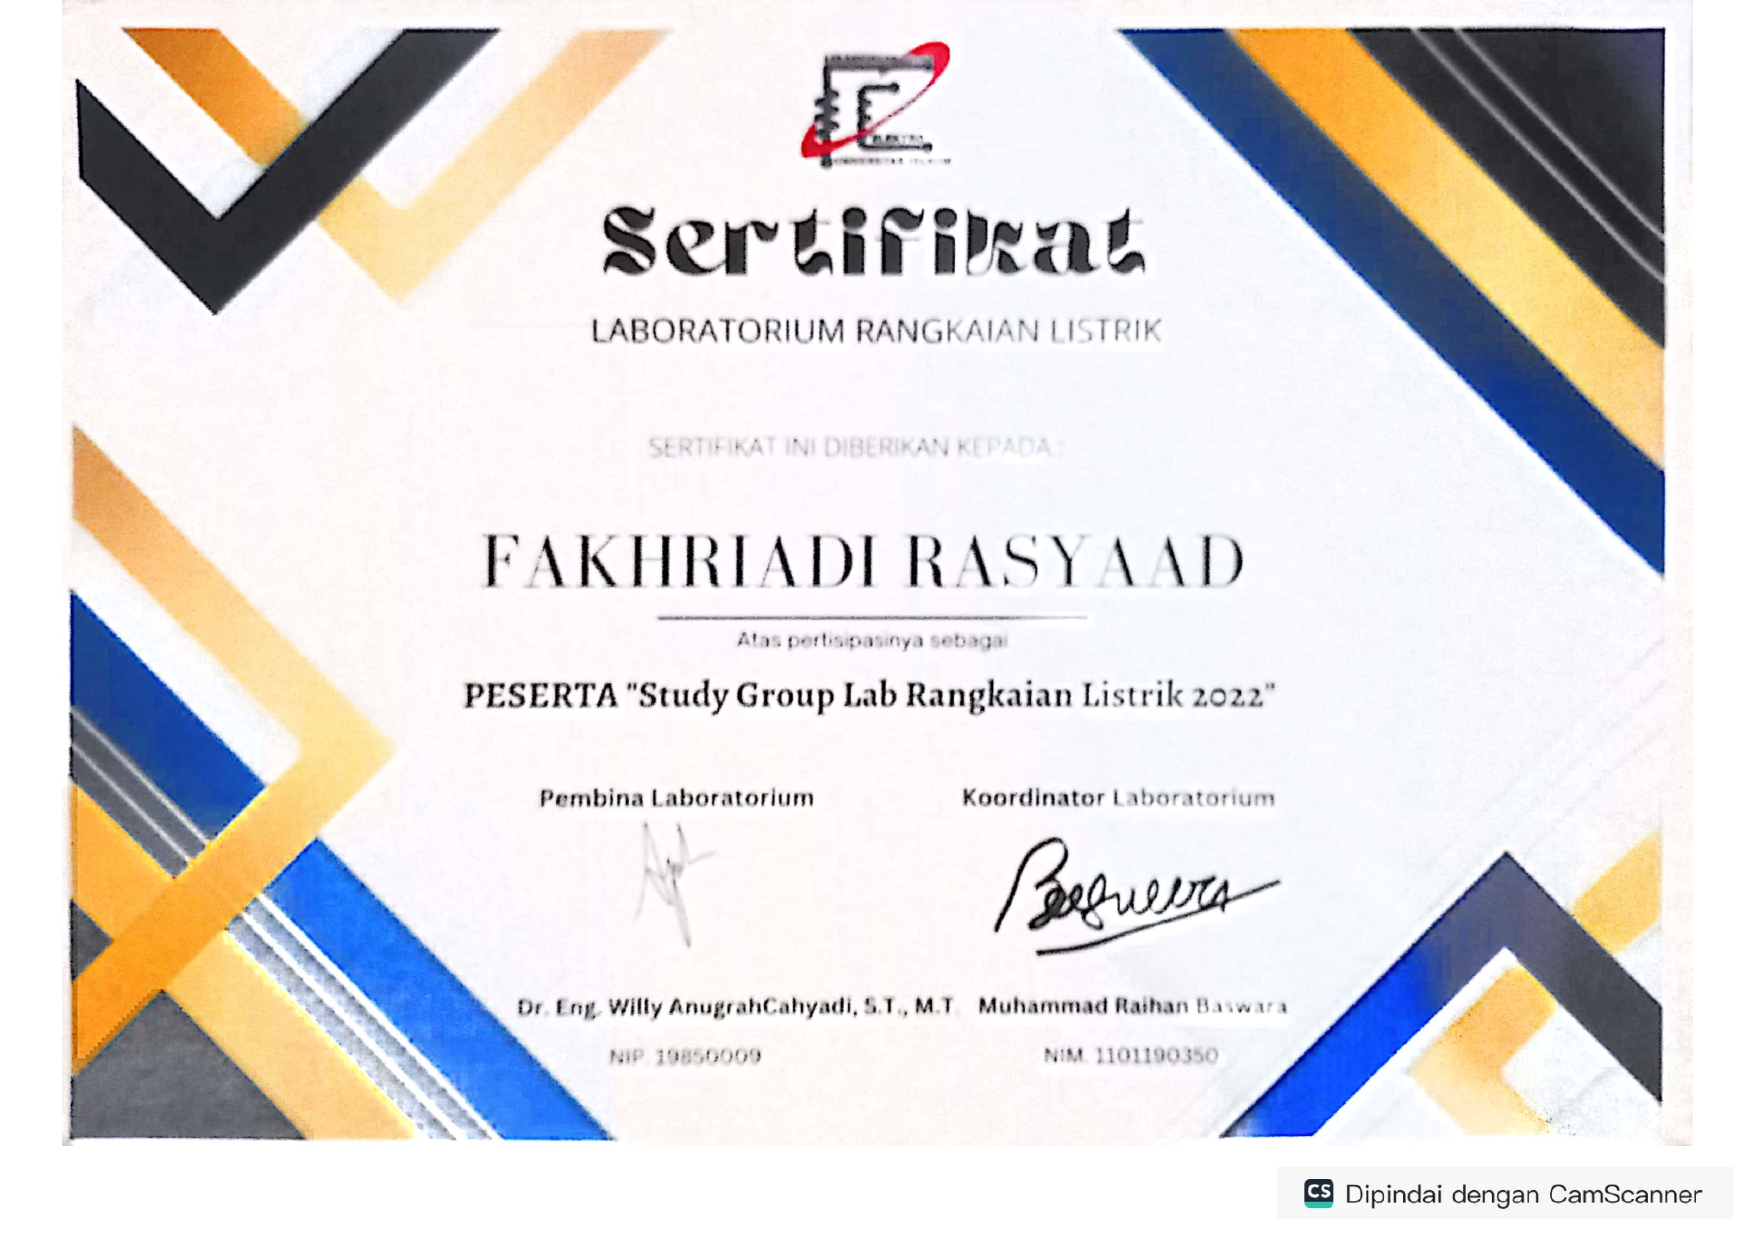 Sertifikat
LABORATORIUM RANGKAIAN LISTRIK
SERTIFIKAT INI DIBERIKAN KEPADA :
FAKHRIADI RASYAAD
Atas pertisipasinya sebagai
PESERTA "Study Group Lab Rangkaian Listrik 2022"
Pembina Laboratorium
Koordinator Laboratorium
Baswara
Dr. Eng. Willy AnugrahCahyadi, S.T., M.T.
Muhammad Raihan Baswara
NIP. 19850009
NIM. 1101190350
CS Dipindai dengan CamScanner